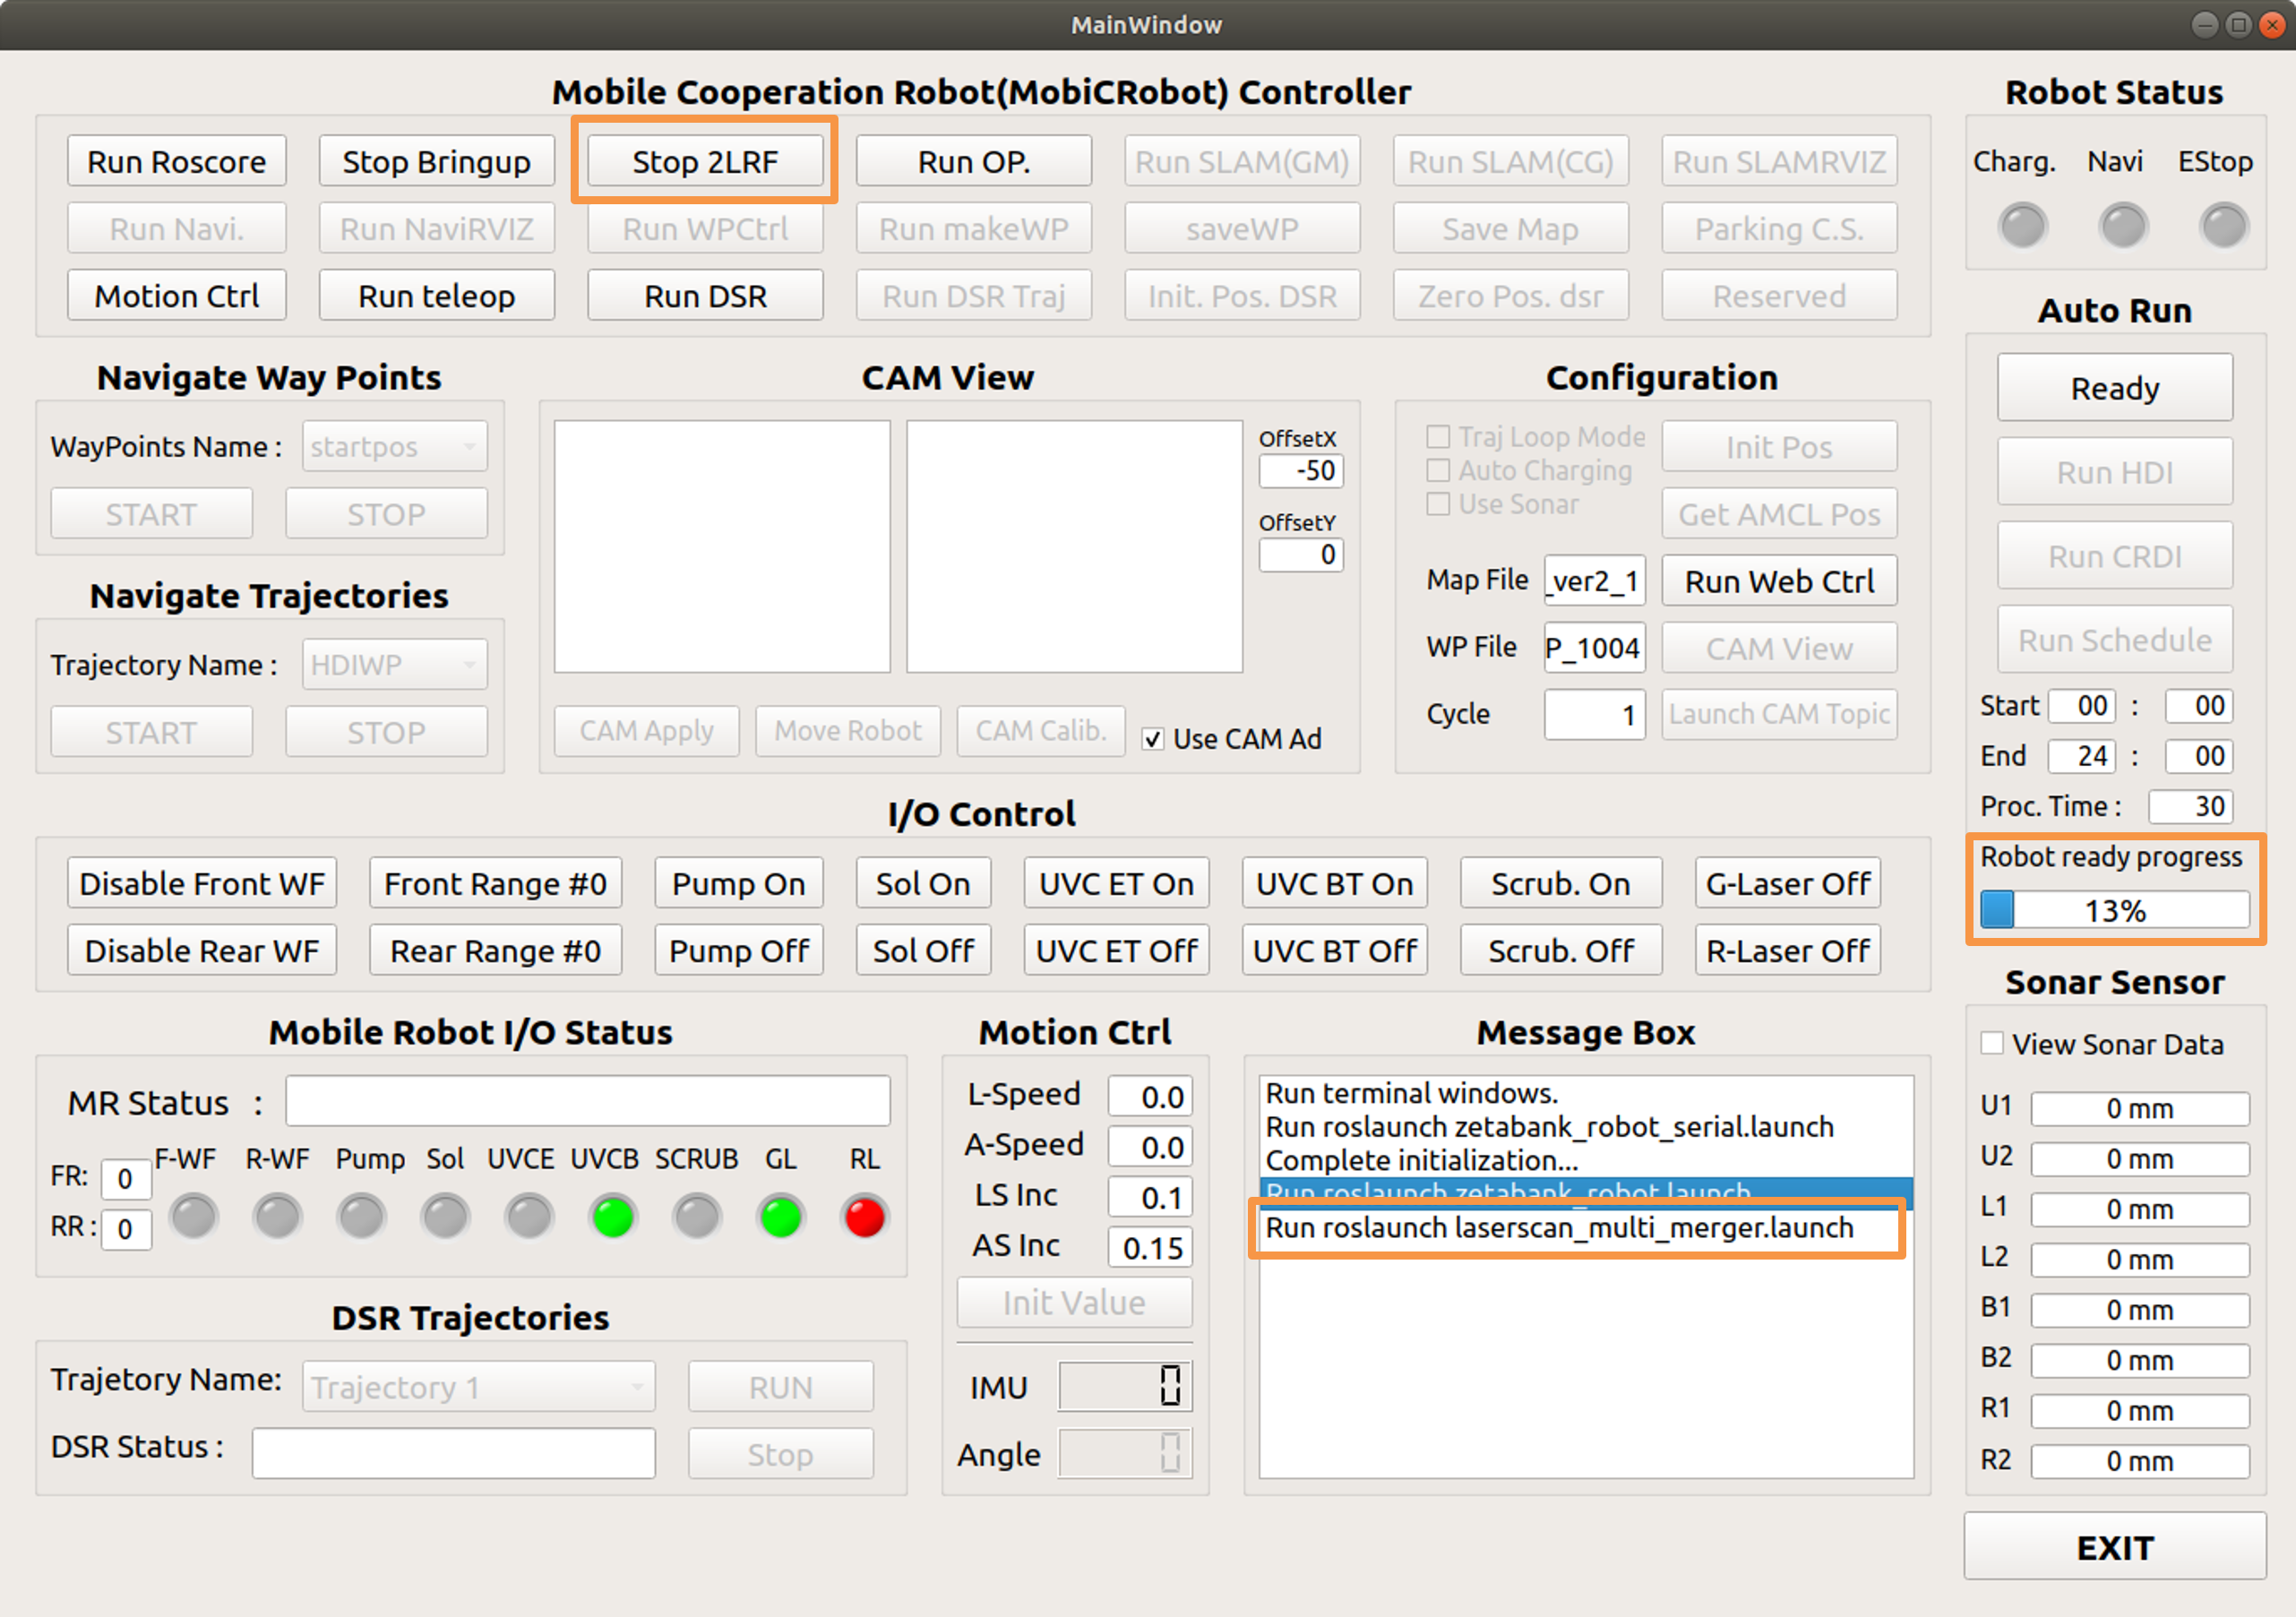 MainWindow
Mobile Cooperation Robot(MobiCRobot) Controller
Run Roscore
Stop Bringup
Stop 2LRF
Run OP.
Run SLAM(GM)
Run SLAM(CG)
Run SLAMRVIZ
Run Navi.
Run NaviRVIZ
Run WPCtrl
Run makeWP
saveWP
Save Map
Parking C.S.
Motion Ctrl
Run teleop
Run DSR
Run DSR Traj
Init. Pos. DSR
Zero Pos. dsr
Reserved
Robot Status
Charg.
Navi
EStop
Navigate Way Points
WayPoints Name :
startpos
START
STOP
Navigate Trajectories
Trajectory Name :
HDIWP
START
STOP
CAM View
OffsetX
-50
OffsetY
0
CAM Apply
Move Robot
CAM Calib.
Use CAM Ad
Configuration
Traj Loop Mode
Auto Charging
Use Sonar
Init Pos
Get AMCL Pos
Map File
_ver2_1
Run Web Ctrl
WP File
P_1004
CAM View
Cycle
1
Launch CAM Topic
Auto Run
Ready
Run HDI
Run CRDI
Run Schedule
Start 00 : 00
End 24 : 00
Proc. Time : 30
Robot ready progress
13%
I/O Control
Disable Front WF
Front Range #0
Pump On
Sol On
UVC ET On
UVC BT On
Scrub. On
G-Laser Off
Disable Rear WF
Rear Range #0
Pump Off
Sol Off
UVC ET Off
UVC BT Off
Scrub. Off
R-Laser Off
Mobile Robot I/O Status
MR Status :
F-WF
R-WF
Pump
Sol
UVCE
UVCB
SCRUB
GL
RL
FR: 0
RR : 0
DSR Trajectories
Trajetory Name:
Trajectory 1
RUN
DSR Status :
Stop
Motion Ctrl
L-Speed 0.0
A-Speed 0.0
LS Inc 0.1
AS Inc 0.15
Init Value
IMU 0
Angle 0
Message Box
Run terminal windows.
Run roslaunch zetabank_robot_serial.launch
Complete initialization...
Run roslaunch zetabank_robot.launch
Run roslaunch laserscan_multi_merger.launch
Sonar Sensor
View Sonar Data
U1 0 mm
U2 0 mm
L1 0 mm
L2 0 mm
B1 0 mm
B2 0 mm
R1 0 mm
R2 0 mm
EXIT